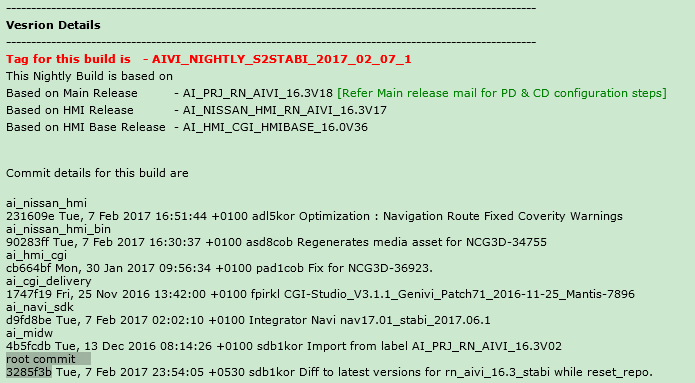 --------------------------------------------------------------------------------------------------------
Vesrion Details
--------------------------------------------------------------------------------------------------------
Tag for this build is - AIVI_NIGHTLY_S2STABI_2017_02_07_1
This Nightly Build is based on
Based on Main Release - AI_PRJ_RN_AIVI_16.3V18 [Refer Main release mail for PD & CD configuration steps]
Based on HMI Release - AI_NISSAN_HMI_RN_AIVI_16.3V17
Based on HMI Base Release - AI_HMI_CGI_HMIBASE_16.0V36
Commit details for this build are
ai_nissan_hmi
231609e Tue, 7 Feb 2017 16:51:44 +0100 adl5kor Optimization : Navigation Route Fixed Coverity Warnings
ai_nissan_hmi_bin
90283ff Tue, 7 Feb 2017 16:30:37 +0100 asd8cob Regenerates media asset for NCG3D-34755
ai_hmi_cgi
cb664bf Mon, 30 Jan 2017 09:56:34 +0100 pad1cob Fix for NCG3D-36923.
ai_cgi_delivery
1747f19 Fri, 25 Nov 2016 13:42:00 +0100 fpirkl CGI-Studio_V3.1.1_Genivi_Patch71_2016-11-25_Mantis-7896
ai_navi_sdk
d9fd8be Tue, 7 Feb 2017 02:02:10 +0100 Integrator Navi nav17.01_stabi_2017.06.1
ai_midw
4b5fcdb Tue, 13 Dec 2016 08:14:26 +0100 sdb1kor Import from label AI_PRJ_RN_AIVI_16.3V02
root commit
3285f3b Tue, 7 Feb 2017 23:54:05 +0530 sdb1kor Diff to latest versions for rn_aivi_16.3_stabi while reset_repo.